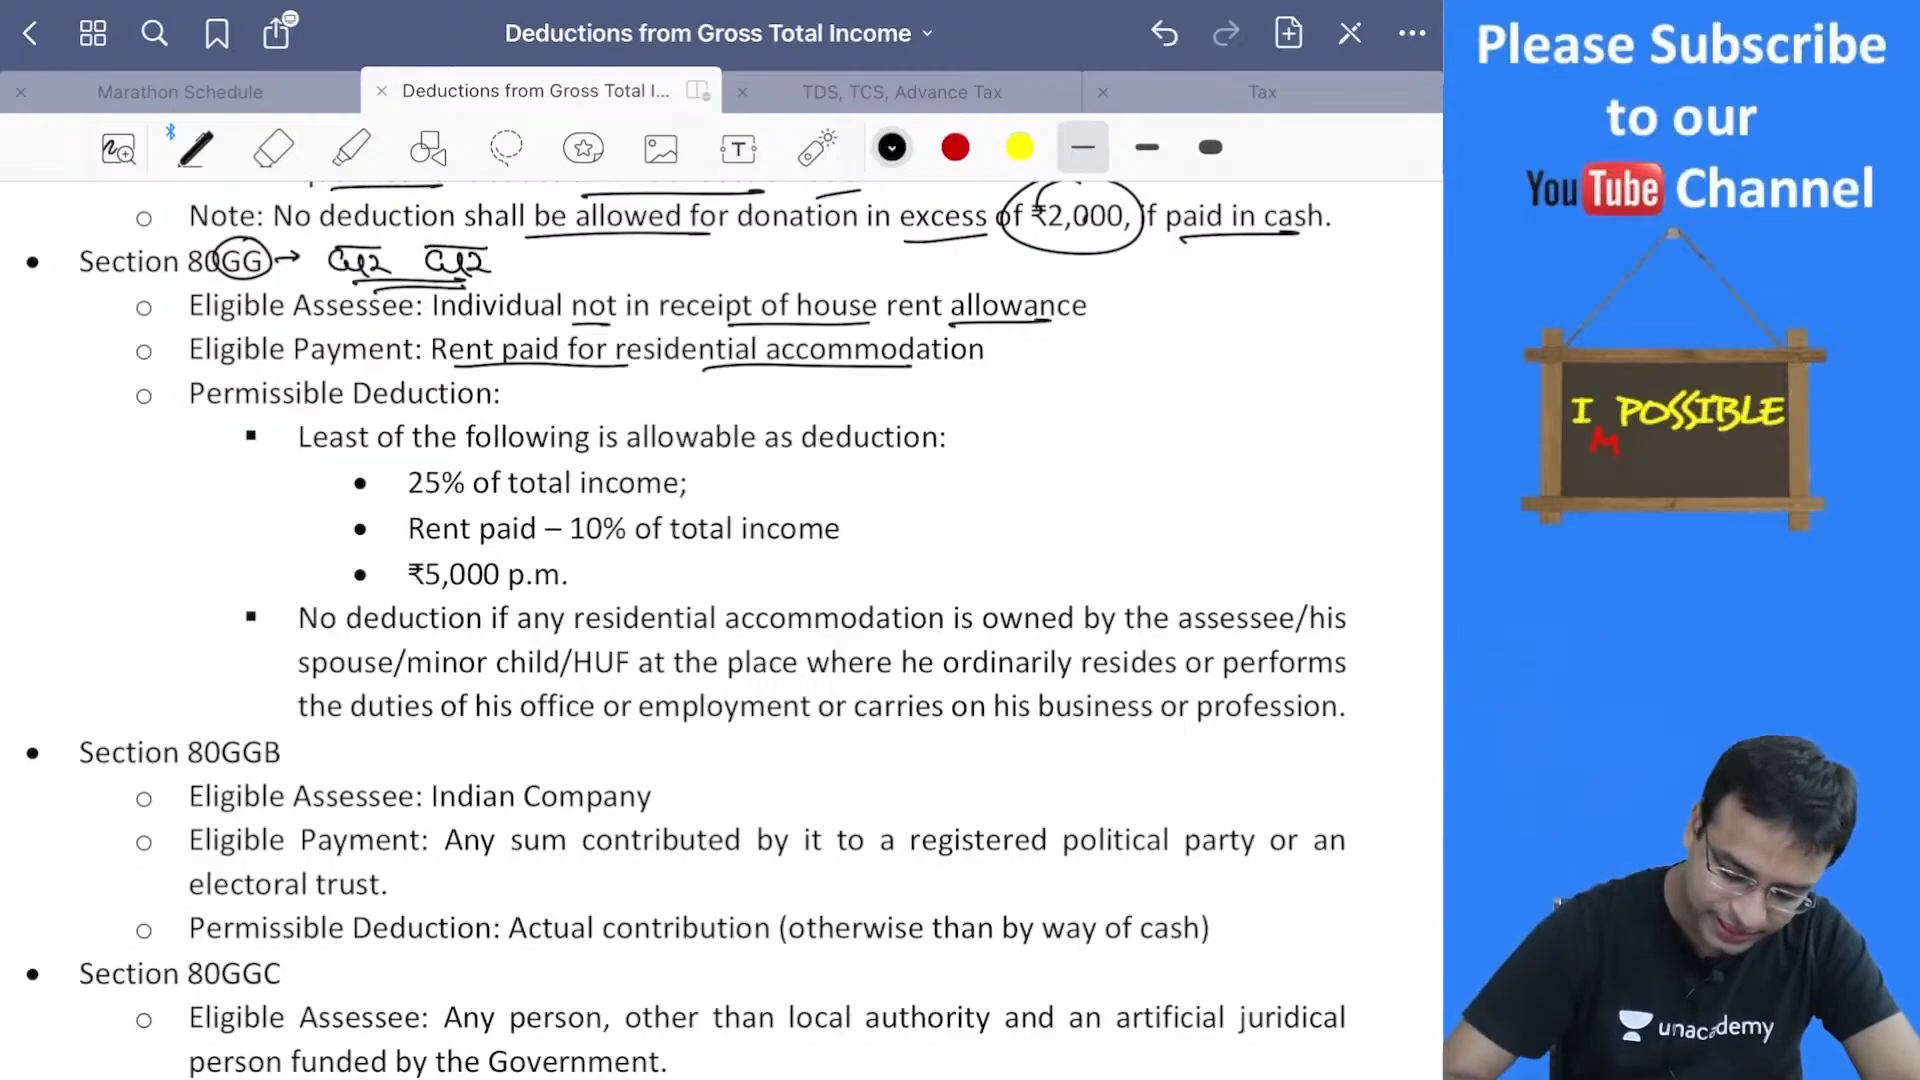 Deductions from Gross Total Income
Marathon Schedule
Deductions from Gross Total I...
TDS, TCS, Advance Tax
Tax
Note: No deduction shall be allowed for donation in excess of ₹2,000, if paid in cash.
Section 80GG →
Eligible Assessee: Individual not in receipt of house rent allowance
Eligible Payment: Rent paid for residential accommodation
Permissible Deduction:
Least of the following is allowable as deduction:
25% of total income;
Rent paid – 10% of total income
₹5,000 p.m.
No deduction if any residential accommodation is owned by the assessee/his
spouse/minor child/HUF at the place where he ordinarily resides or performs
the duties of his office or employment or carries on his business or profession.
Section 80GGB
Eligible Assessee: Indian Company
Eligible Payment: Any sum contributed by it to a registered political party or an
electoral trust.
Permissible Deduction: Actual contribution (otherwise than by way of cash)
Section 80GGC
Eligible Assessee: Any person, other than local authority and an artificial juridical
person funded by the Government.
Please Subscribe
to our
YouTube Channel
I POSSIBLE
M
unacademy